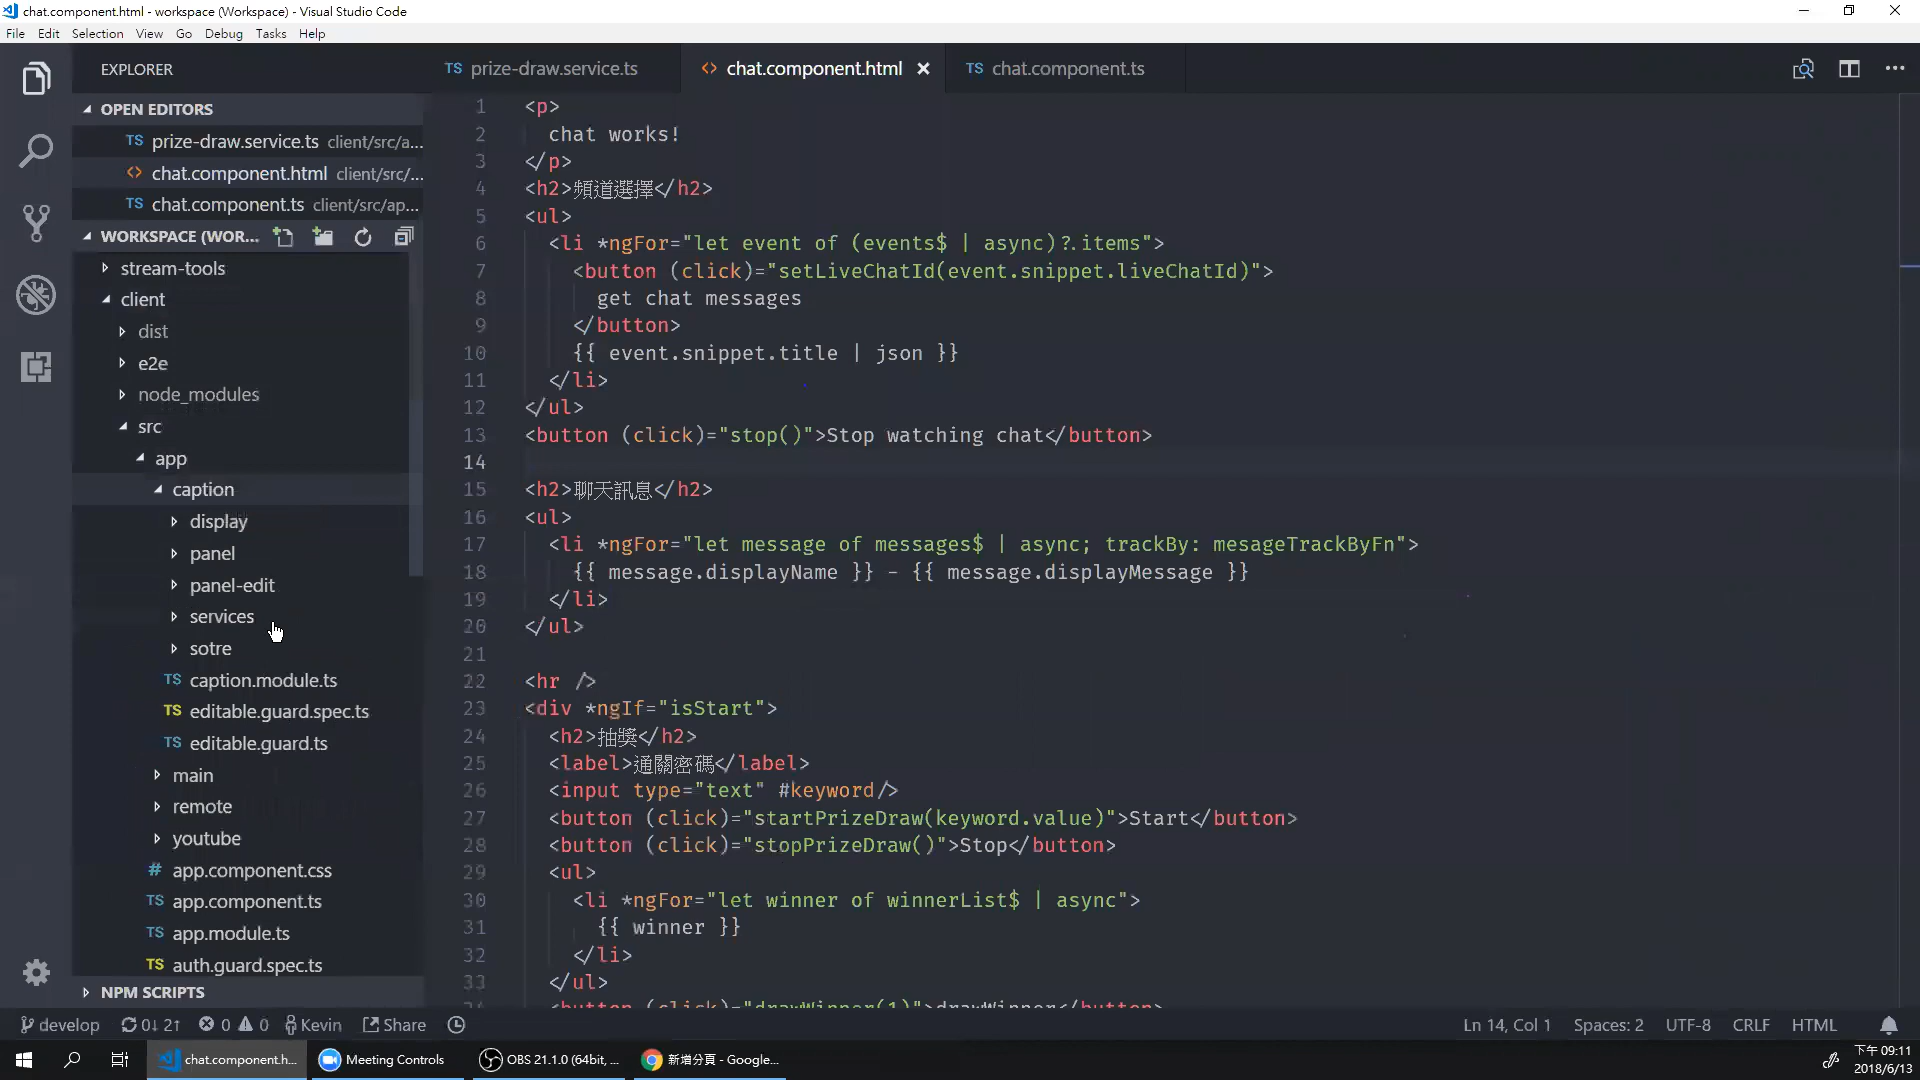 chat.component.html - workspace (Workspace) - Visual Studio Code
File Edit Selection View Go Debug Tasks Help
EXPLORER
OPEN EDITORS
TS prize-draw.service.ts client/src/a...
<> chat.component.html client/src/...
TS chat.component.ts client/src/ap...
WORKSPACE (WOR...
stream-tools
client
dist
e2e
node_modules
src
app
caption
display
panel
panel-edit
services
sotre
TS caption.module.ts
TS editable.guard.spec.ts
TS editable.guard.ts
main
remote
youtube
# app.component.css
TS app.component.ts
TS app.module.ts
TS auth.guard.spec.ts
NPM SCRIPTS
TS prize-draw.service.ts <> chat.component.html TS chat.component.ts
1 <p>
2 chat works!
3 </p>
4 <h2>頻道選擇</h2>
5 <ul>
6 <li *ngFor="let event of (events$ | async)?.items">
7 <button (click)="setLiveChatId(event.snippet.liveChatId)">
8 get chat messages
9 </button>
10 {{ event.snippet.title | json }}
11 </li>
12 </ul>
13 <button (click)="stop()">Stop watching chat</button>
14
15 <h2>聊天訊息</h2>
16 <ul>
17 <li *ngFor="let message of messages$ | async; trackBy: mesageTrackByFn">
18 {{ message.displayName }} - {{ message.displayMessage }}
19 </li>
20 </ul>
21
22 <hr />
23 <div *ngIf="isStart">
24 <h2>抽獎</h2>
25 <label>通關密碼</label>
26 <input type="text" #keyword/>
27 <button (click)="startPrizeDraw(keyword.value)">Start</button>
28 <button (click)="stopPrizeDraw()">Stop</button>
29 <ul>
30 <li *ngFor="let winner of winnerList$ | async">
31 {{ winner }}
32 </li>
33 </ul>
<button (click)="drawWinner(1)">drawWinner</button>
develop 0↓ 2↑ 0 0 Kevin Share Ln 14, Col 1 Spaces: 2 UTF-8 CRLF HTML
chat.component.h... Meeting Controls OBS 21.1.0 (64bit, ... 新增分頁 - Google... 下午 09:11
2018/6/13